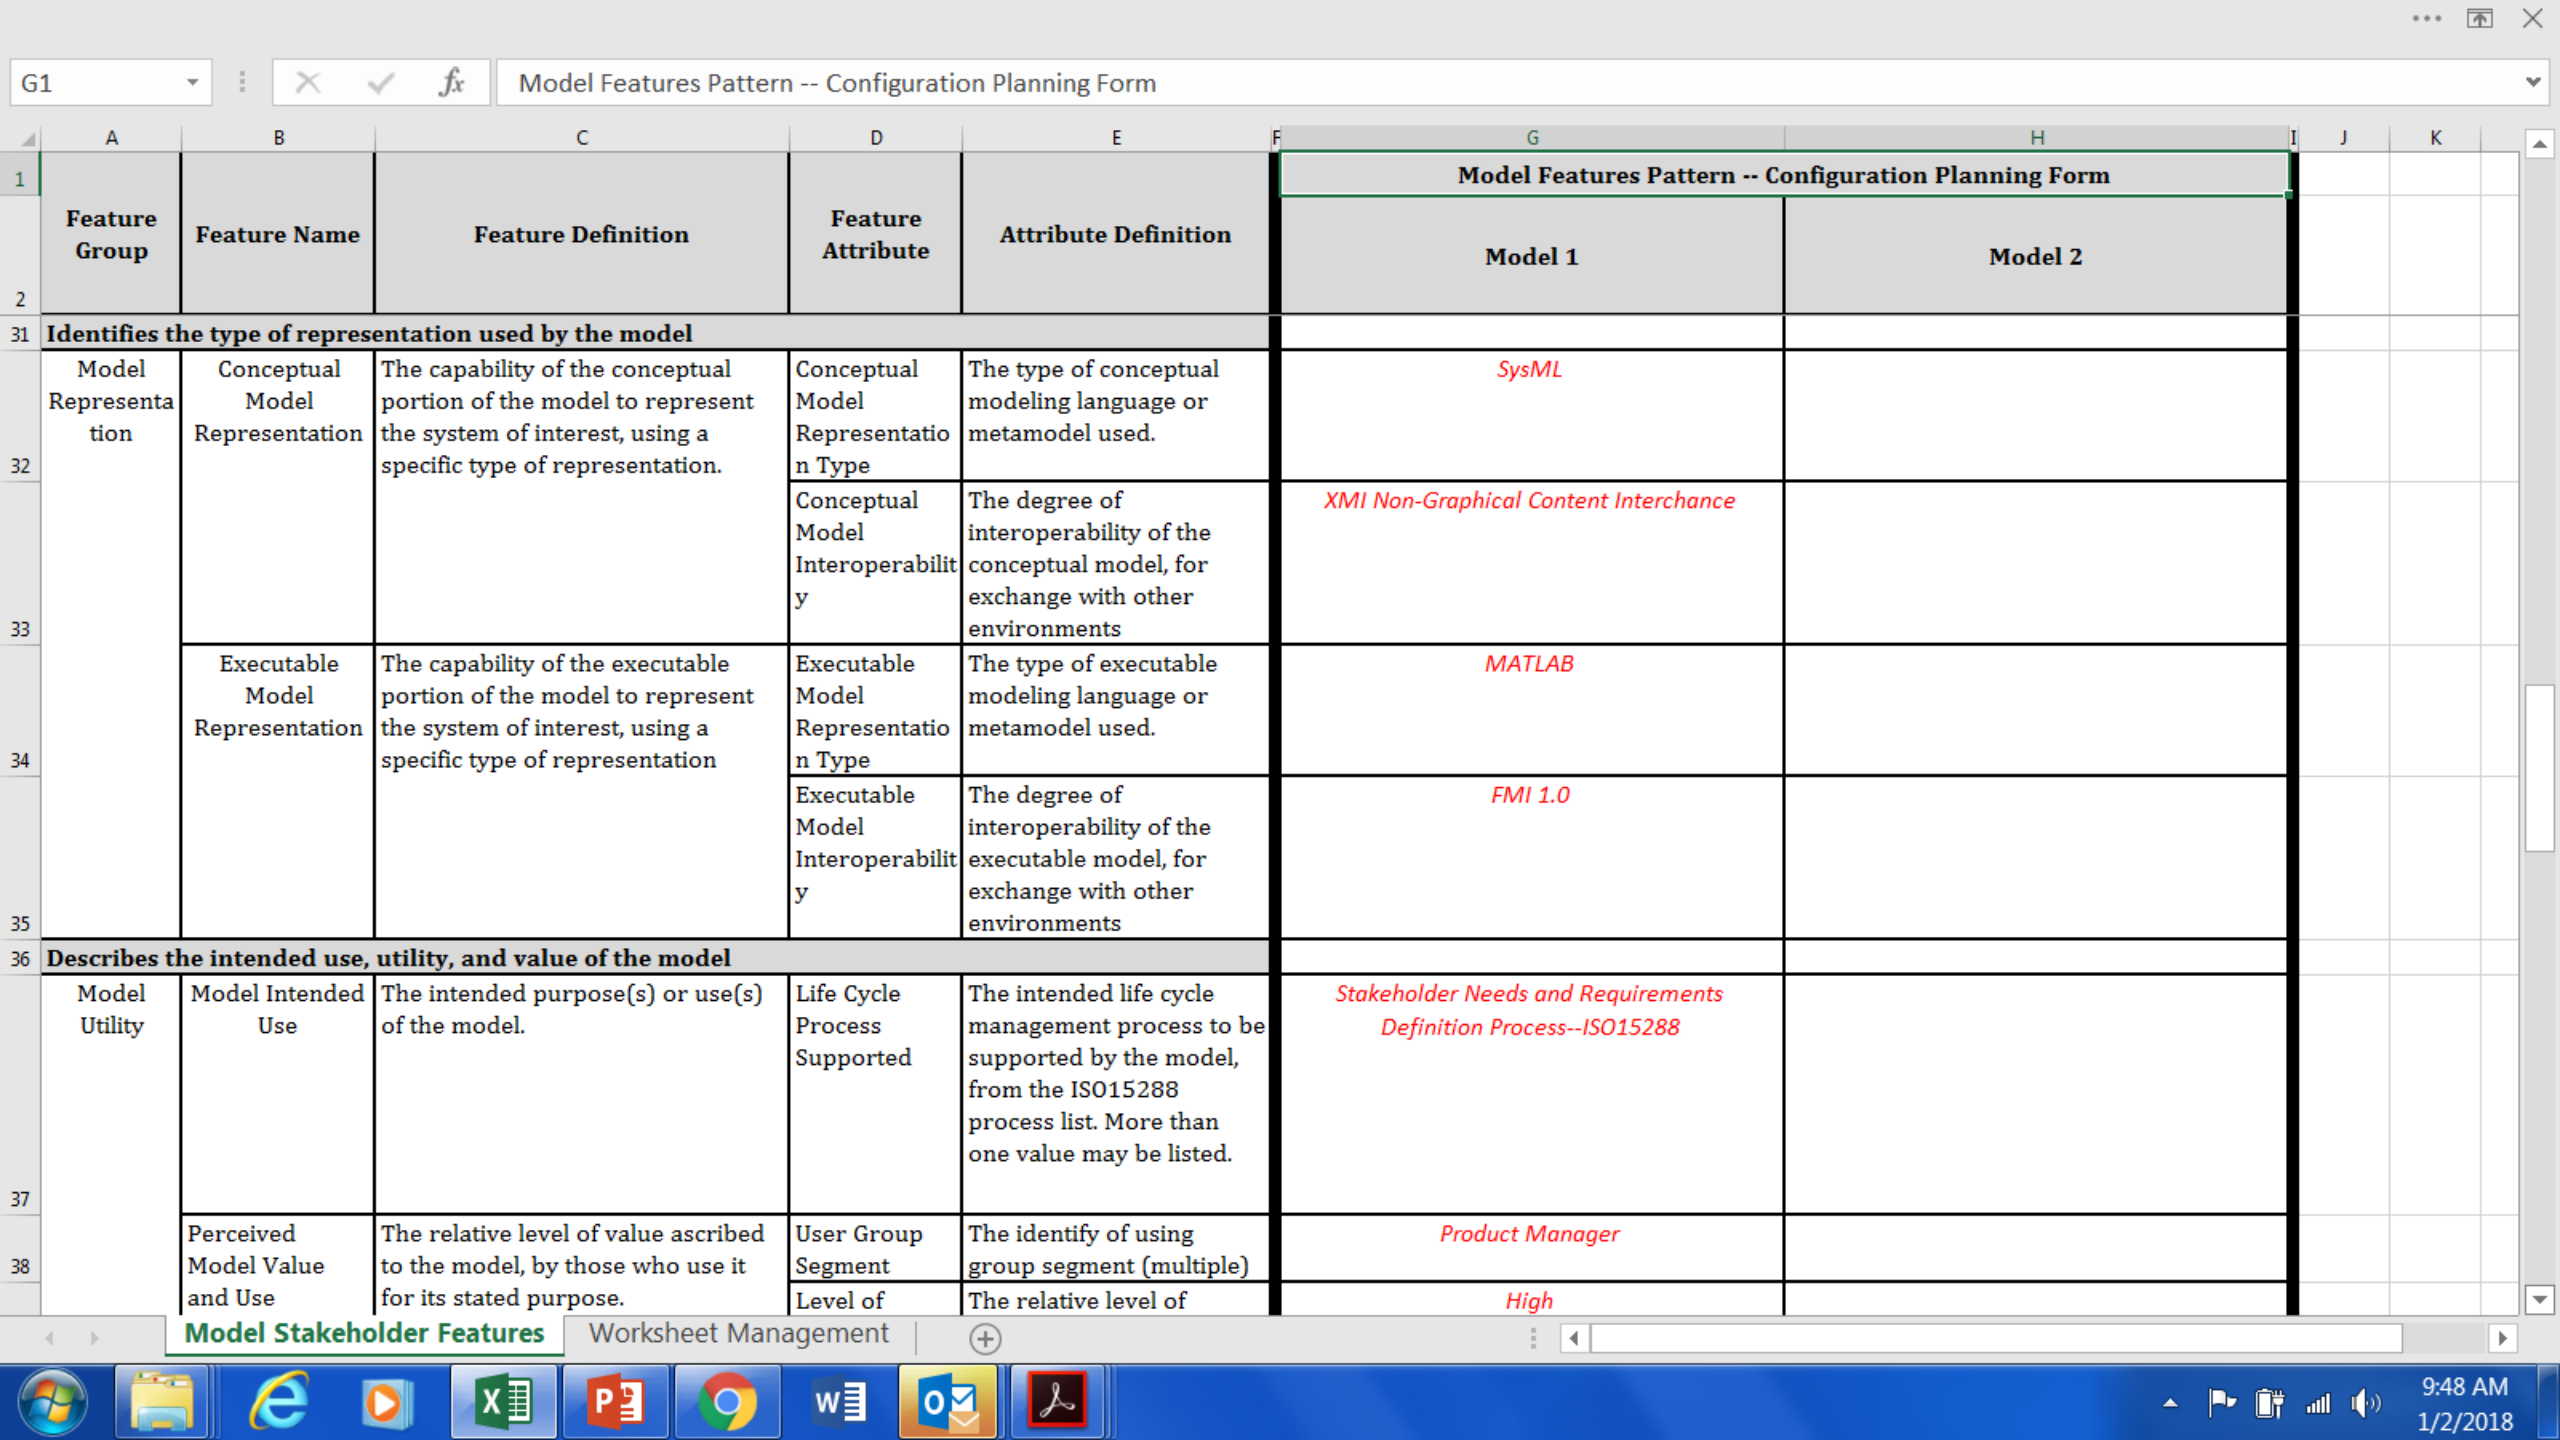 G1
fx
Model Features Pattern -- Configuration Planning Form
A B C D E F G H I J K
1
Model Features Pattern -- Configuration Planning Form
2
Feature
Group
Feature Name
Feature Definition
Feature
Attribute
Attribute Definition
Model 1
Model 2
31
Identifies the type of representation used by the model
32
Model
Representa
tion
Conceptual
Model
Representation
The capability of the conceptual
portion of the model to represent
the system of interest, using a
specific type of representation.
Conceptual
Model
Representatio
n Type
The type of conceptual
modeling language or
metamodel used.
SysML
33
Conceptual
Model
Interoperabilit
y
The degree of
interoperability of the
conceptual model, for
exchange with other
environments
XMI Non-Graphical Content Interchance
34
Executable
Model
Representation
The capability of the executable
portion of the model to represent
the system of interest, using a
specific type of representation
Executable
Model
Representatio
n Type
The type of executable
modeling language or
metamodel used.
MATLAB
35
Executable
Model
Interoperabilit
y
The degree of
interoperability of the
executable model, for
exchange with other
environments
FMI 1.0
36
Describes the intended use, utility, and value of the model
37
Model
Utility
Model Intended
Use
The intended purpose(s) or use(s)
of the model.
Life Cycle
Process
Supported
The intended life cycle
management process to be
supported by the model,
from the ISO15288
process list. More than
one value may be listed.
Stakeholder Needs and Requirements
Definition Process--ISO15288
38
Perceived
Model Value
and Use
The relative level of value ascribed
to the model, by those who use it
for its stated purpose.
User Group
Segment
The identify of using
group segment (multiple)
Product Manager
Level of
The relative level of
High
Model Stakeholder Features
Worksheet Management
9:48 AM
1/2/2018